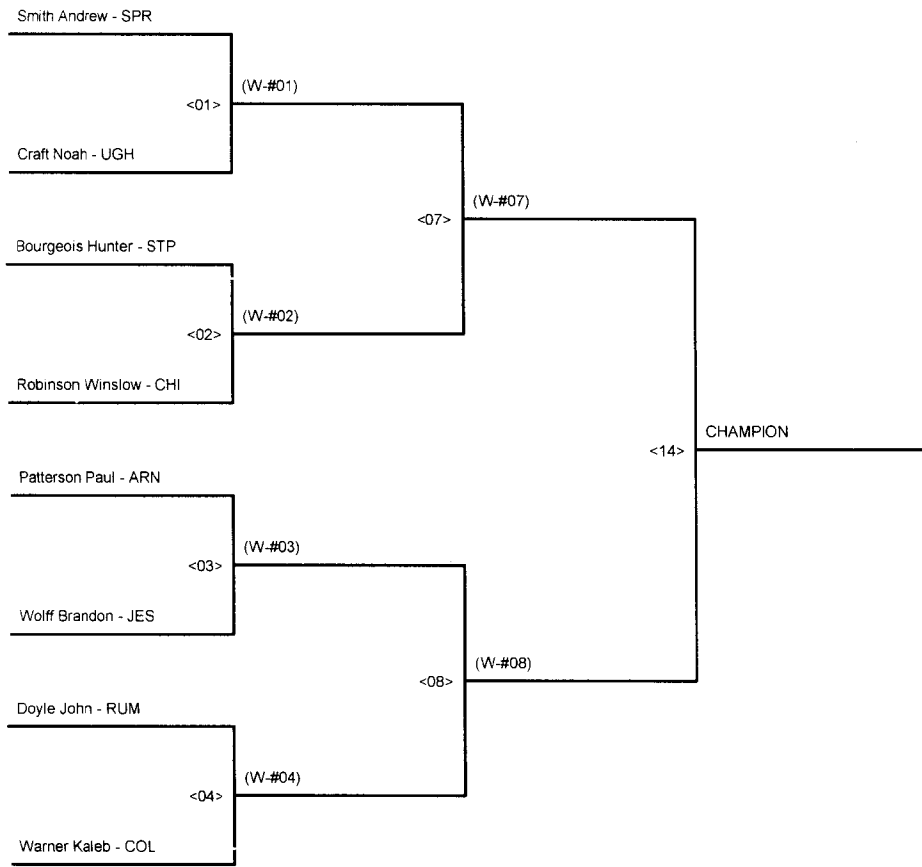 Smith Andrew - SPR
(W-#01)
<01>
Craft Noah - UGH
(W-#07)
<07>
Bourgeois Hunter - STP
(W-#02)
<02>
Robinson Winslow - CHI
CHAMPION
<14>
Patterson Paul - ARN
(W-#03)
<03>
Wolff Brandon - JES
(W-#08)
<08>
Doyle John - RUM
(W-#04)
<04>
Warner Kaleb - COL